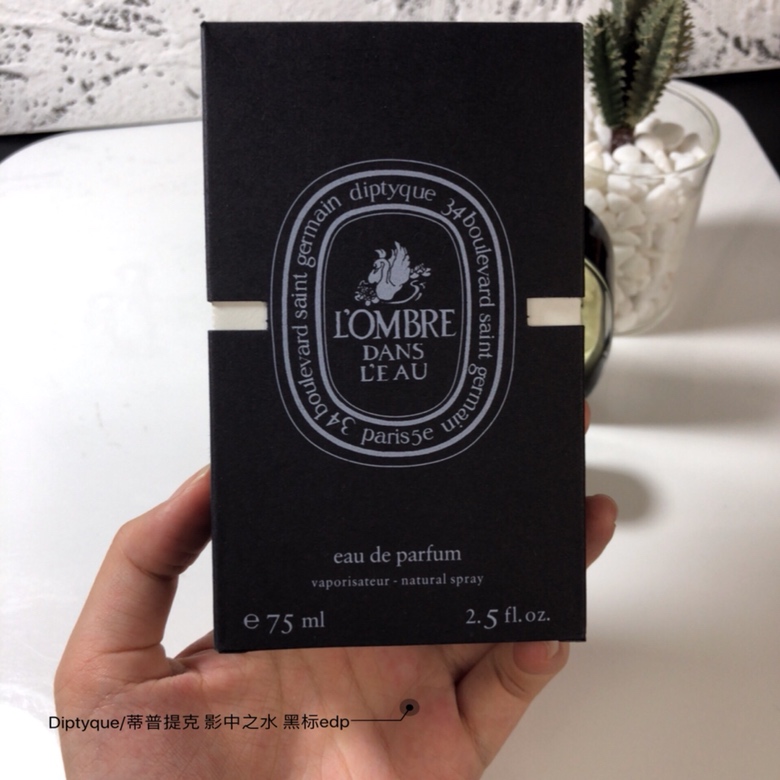 diptyque 34 boulevard saint germain paris 5e 34 boulevard saint germain
L'OMBRE
DANS
L'EAU
eau de parfum
vaporisateur - natural spray
e 75 ml 2.5 fl.oz.
Diptyque/蒂普提克 影中之水 黑标edp